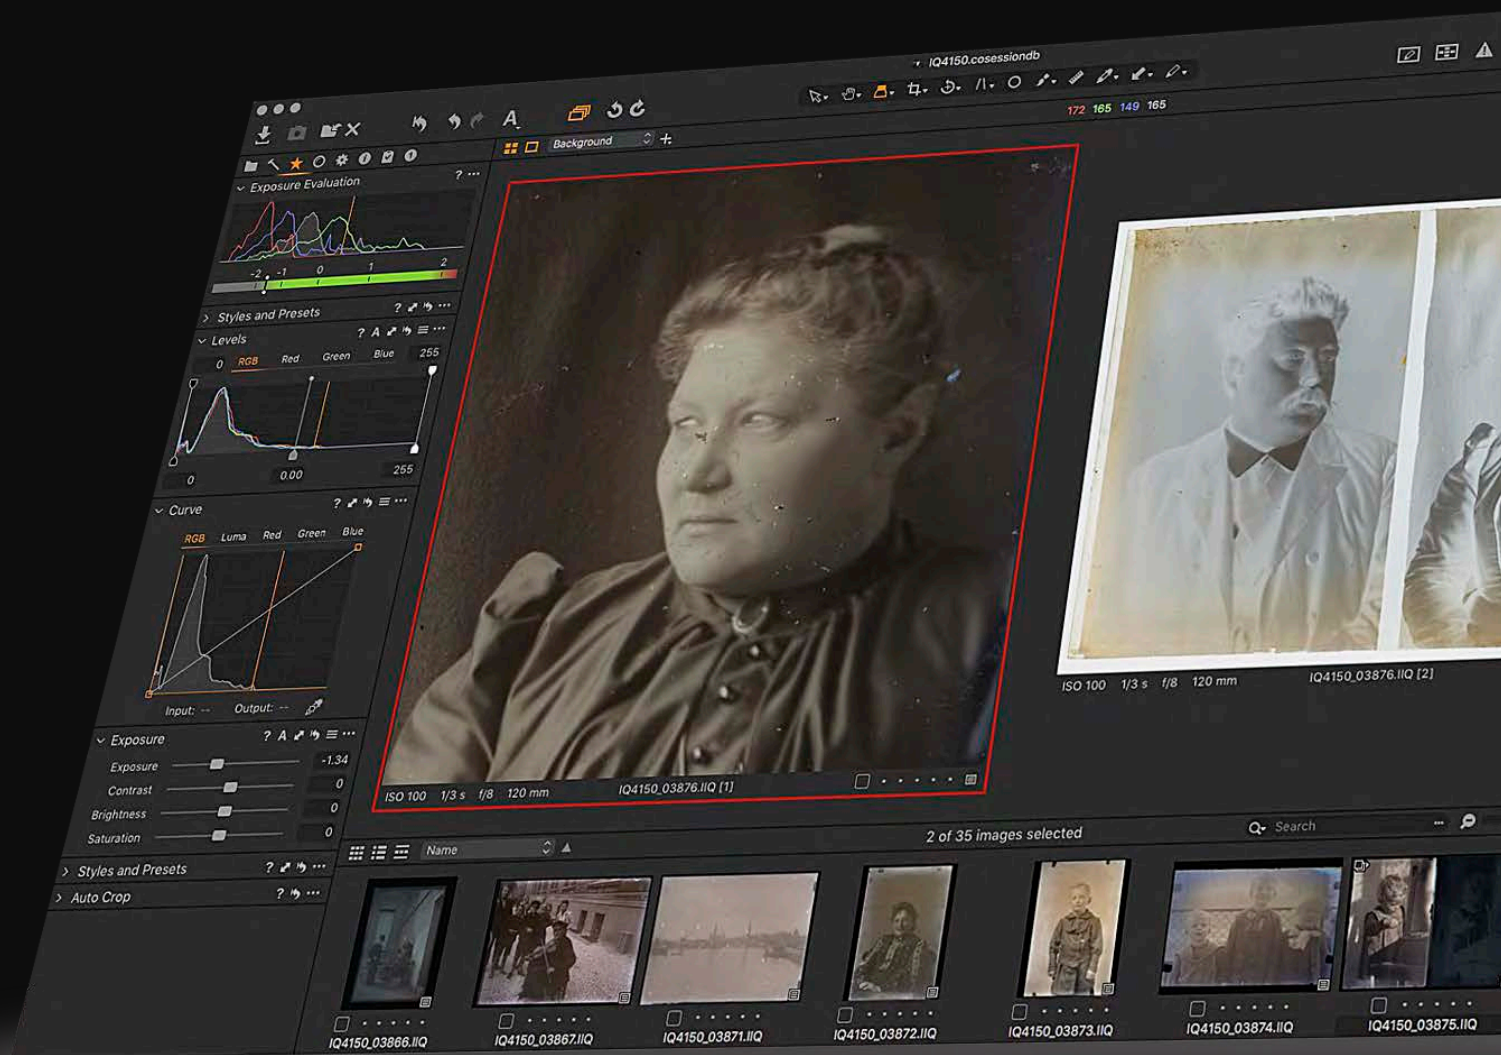 IQ4150.cosessiondb
172 165 149 165
Background
Exposure Evaluation
-2 -1 0 1 2
Styles and Presets
Levels
0 RGB Red Green Blue 255
0 0.00 255
Curve
RGB Luma Red Green Blue
Input: -- Output: --
Exposure
Exposure -1.34
Contrast 0
Brightness 0
Saturation 0
Styles and Presets
Auto Crop
ISO 100 1/3 s f/8 120 mm IQ4150_03876.IIQ [1]
ISO 100 1/3 s f/8 120 mm IQ4150_03876.IIQ [2]
Name
2 of 35 images selected
Search
IQ4150_03866.IIQ
IQ4150_03867.IIQ
IQ4150_03871.IIQ
IQ4150_03872.IIQ
IQ4150_03873.IIQ
IQ4150_03874.IIQ
IQ4150_03875.IIQ